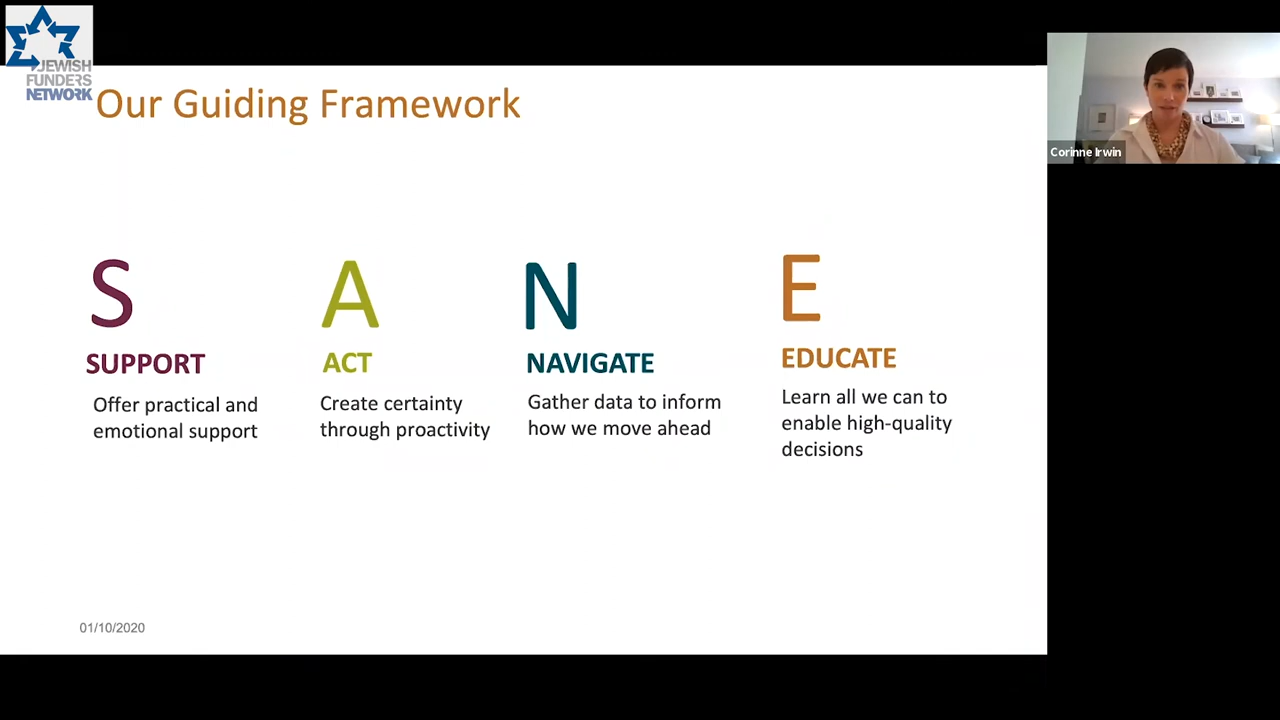 JEWISH
FUNDERS
NETWORK
Our Guiding Framework
Corinne Irwin
S
A
N
E
SUPPORT
ACT
NAVIGATE
EDUCATE
Offer practical and
emotional support
Create certainty
through proactivity
Gather data to inform
how we move ahead
Learn all we can to
enable high-quality
decisions
01/10/2020